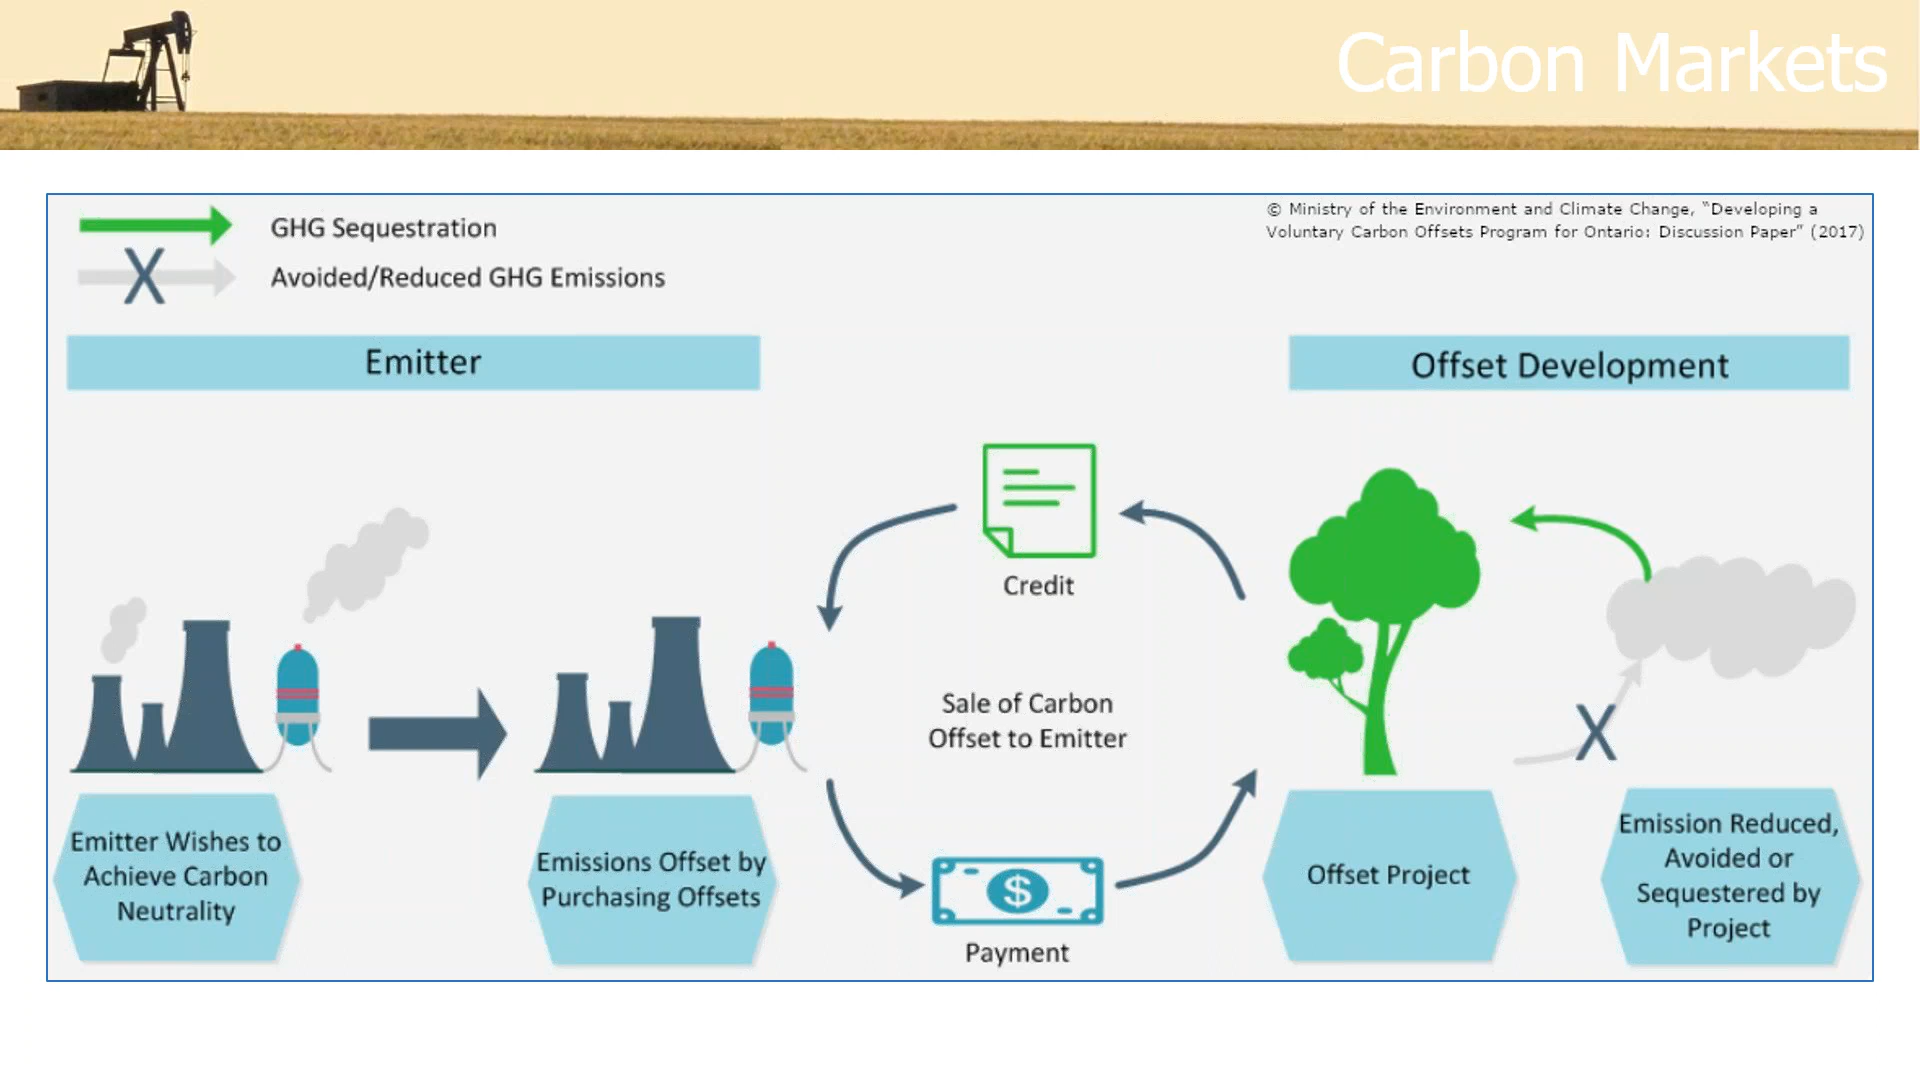 Carbon Markets
GHG Sequestration
© Ministry of the Environment and Climate Change, “Developing a
Voluntary Carbon Offsets Program for Ontario: Discussion Paper” (2017)
X
Avoided/Reduced GHG Emissions
Emitter
Offset Development
Credit
Sale of Carbon
Offset to Emitter
X
Emitter Wishes to
Achieve Carbon
Neutrality
Emissions Offset by
Purchasing Offsets
$
Payment
Offset Project
Emission Reduced,
Avoided or
Sequestered by
Project